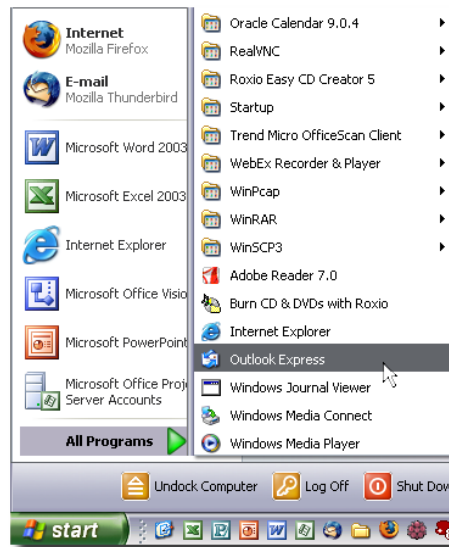 Internet
Mozilla Firefox
E-mail
Mozilla Thunderbird
Microsoft Word 2003
Microsoft Excel 2003
Internet Explorer
Microsoft Office Visio
Microsoft PowerPoint
Microsoft Office Proj
Server Accounts
All Programs
Oracle Calendar 9.0.4
RealVNC
Roxio Easy CD Creator 5
Startup
Trend Micro OfficeScan Client
WebEx Recorder & Player
WinPcap
WinRAR
WinSCP3
Adobe Reader 7.0
Burn CD & DVDs with Roxio
Internet Explorer
Outlook Express
Windows Journal Viewer
Windows Media Connect
Windows Media Player
Undock Computer
Log Off
Shut Dow
start